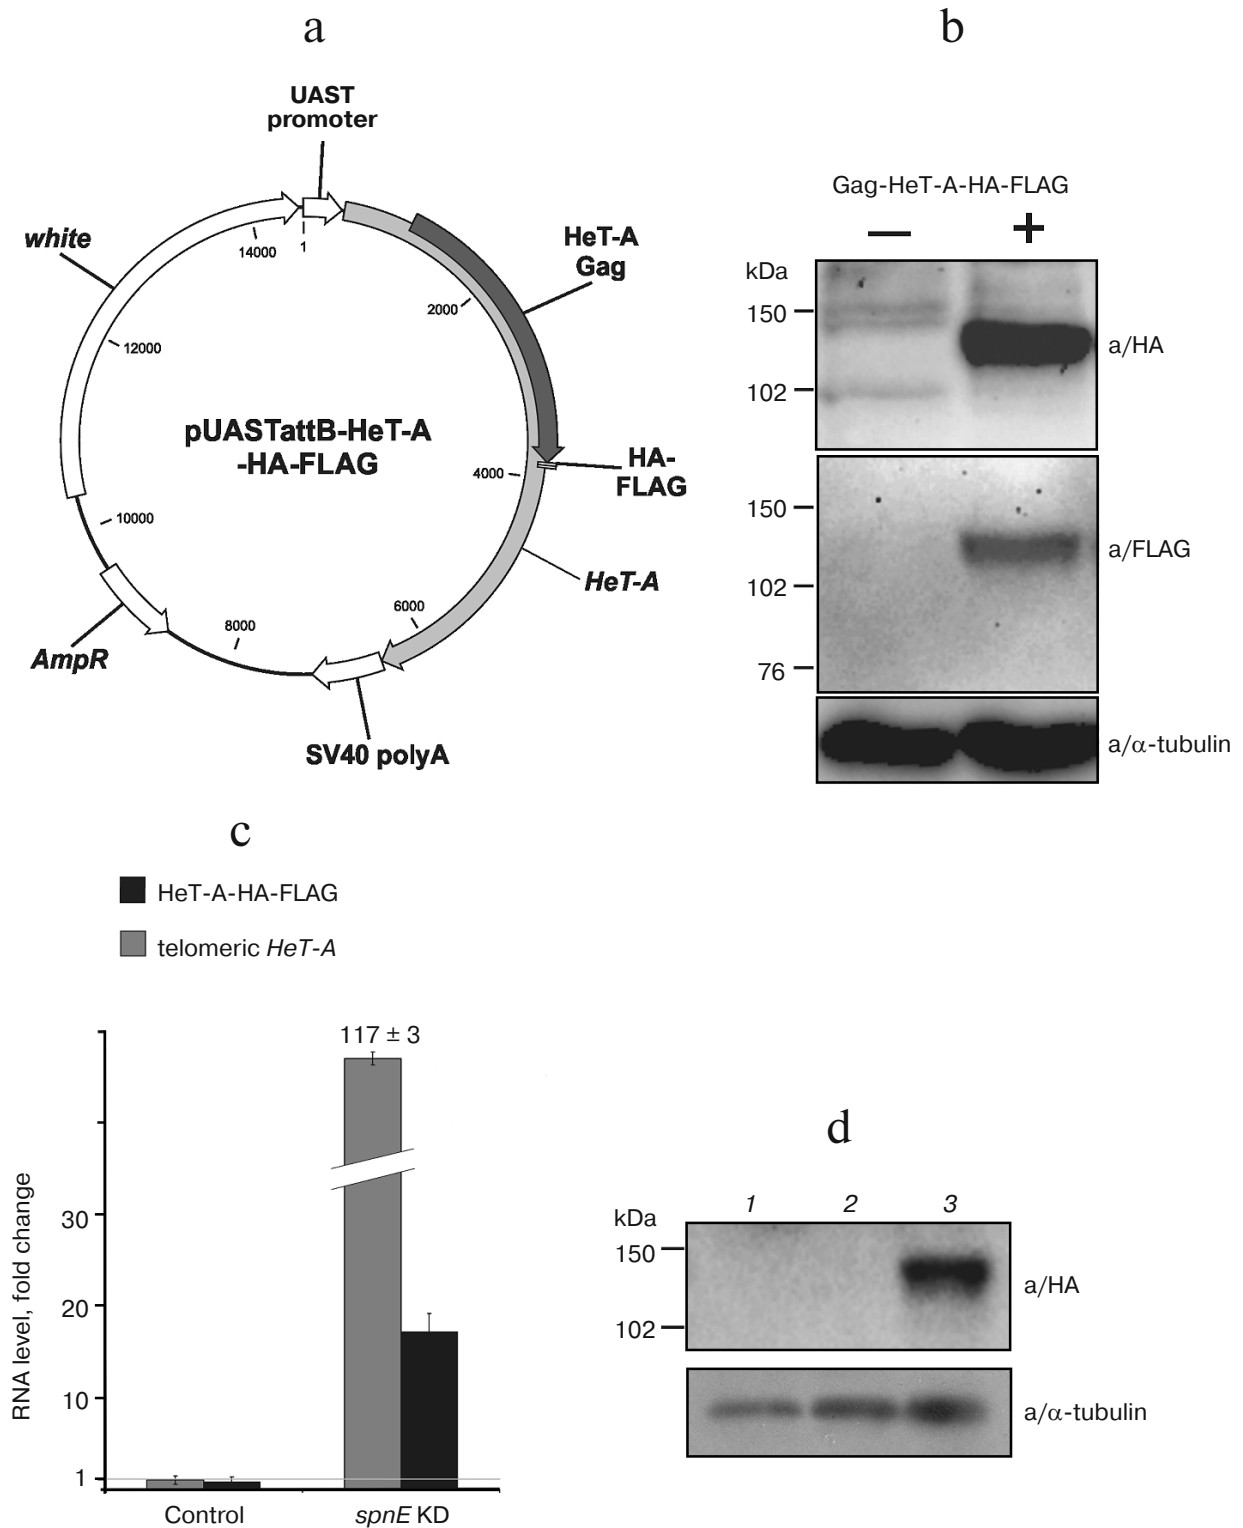 a
UAST
promoter
white
14000
1
HeT-A
Gag
2000
12000
pUASTattB-HeT-A
-HA-FLAG
HA-
FLAG
4000
10000
HeT-A
6000
8000
AmpR
SV40 polyA
b
Gag-HeT-A-HA-FLAG
— +
kDa
150
a/HA
102
150
a/FLAG
102
76
a/α-tubulin
c
HeT-A-HA-FLAG
telomeric HeT-A
117 ± 3
RNA level, fold change
30
20
10
1
Control
spnE KD
d
1 2 3
kDa
150
a/HA
102
a/α-tubulin